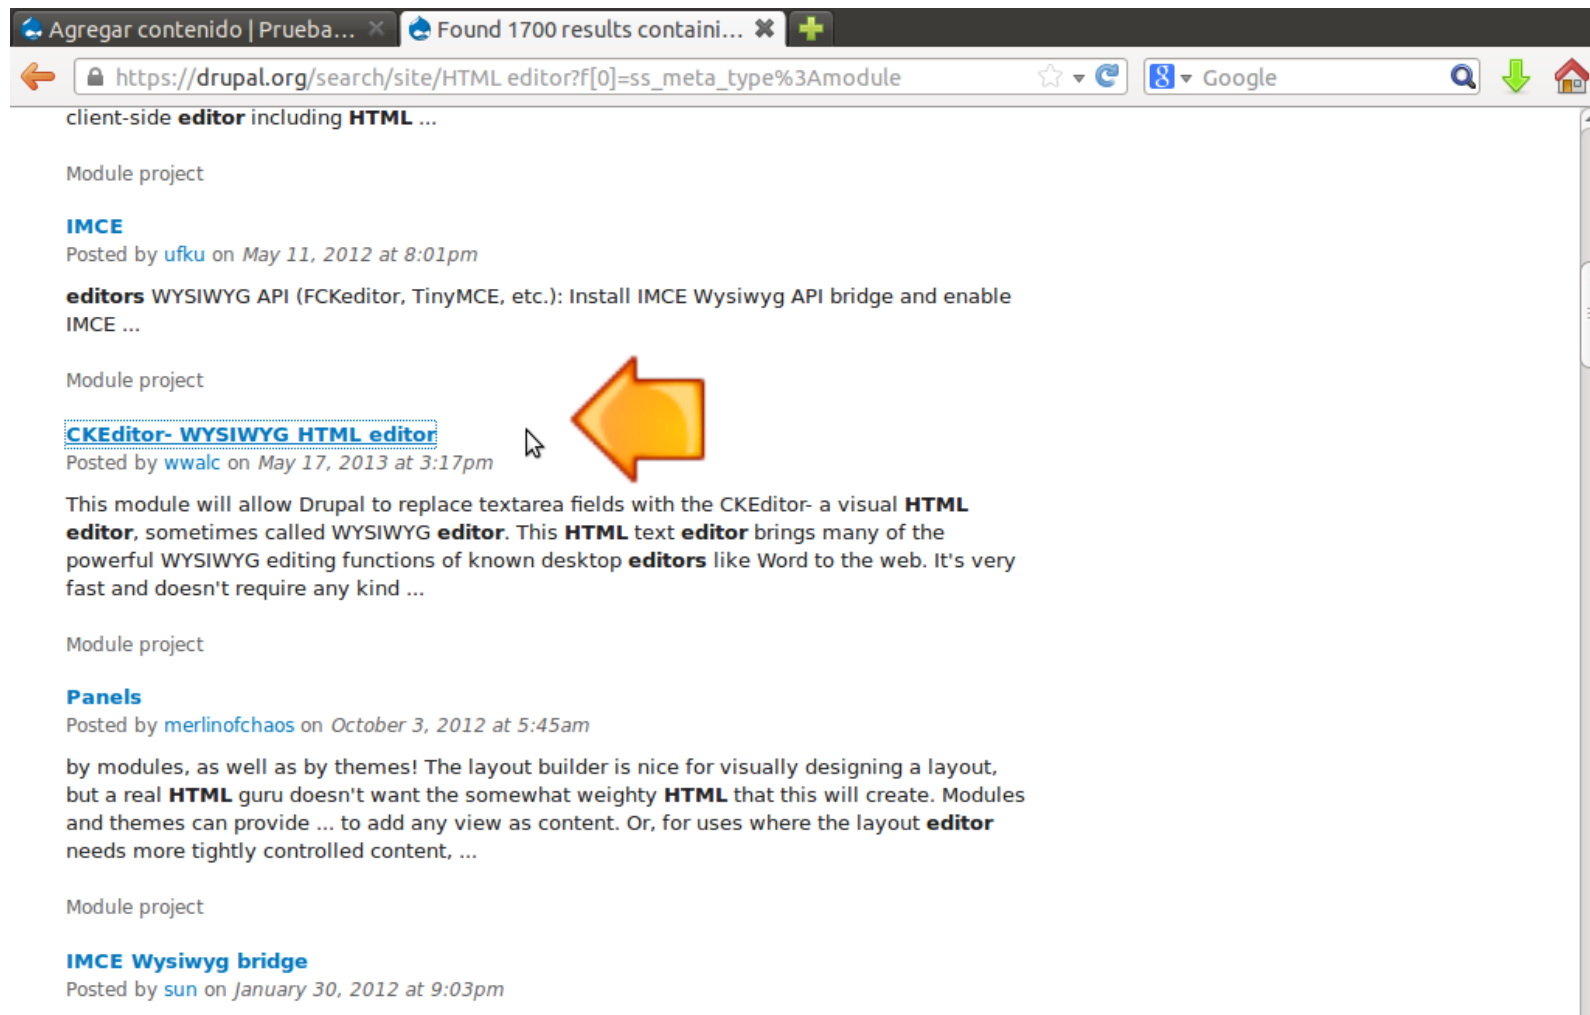 Agregar contenido | Prueba...
Found 1700 results containi...
https://drupal.org/search/site/HTML editor?f[0]=ss_meta_type%3Amodule
8 Google
client-side editor including HTML ...
Module project
IMCE
Posted by ufku on May 11, 2012 at 8:01pm
editors WYSIWYG API (FCKeditor, TinyMCE, etc.): Install IMCE Wysiwyg API bridge and enable
IMCE ...
Module project
CKEditor- WYSIWYG HTML editor
Posted by wwalc on May 17, 2013 at 3:17pm
This module will allow Drupal to replace textarea fields with the CKEditor- a visual HTML
editor, sometimes called WYSIWYG editor. This HTML text editor brings many of the
powerful WYSIWYG editing functions of known desktop editors like Word to the web. It's very
fast and doesn't require any kind ...
Module project
Panels
Posted by merlinofchaos on October 3, 2012 at 5:45am
by modules, as well as by themes! The layout builder is nice for visually designing a layout,
but a real HTML guru doesn't want the somewhat weighty HTML that this will create. Modules
and themes can provide ... to add any view as content. Or, for uses where the layout editor
needs more tightly controlled content, ...
Module project
IMCE Wysiwyg bridge
Posted by sun on January 30, 2012 at 9:03pm